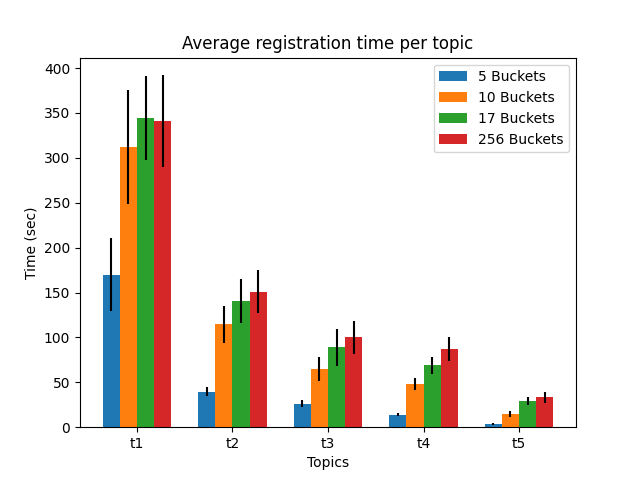 Average registration time per topic
5 Buckets
10 Buckets
17 Buckets
256 Buckets
Time (sec)
400
350
300
250
200
150
100
50
0
t1 t2 t3 t4 t5
Topics